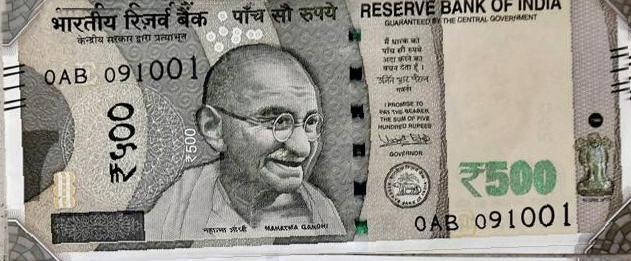 भारतीय रिज़र्व बैंक
केन्द्रीय सरकार द्वारा प्रत्याभूत
पाँच सौ रुपये
RESERVE BANK OF INDIA
GUARANTEED BY THE CENTRAL GOVERNMENT
0AB 091001
मैं धारक को
पाँच सौ रुपये
अदा करने का
वचन देता हूँ ।
गवर्नर
I PROMISE TO
PAY THE BEARER
THE SUM OF FIVE
HUNDRED RUPEES
GOVERNOR
₹५००
₹500
₹500
महात्मा गांधी MAHATMA GANDHI
0AB 091001